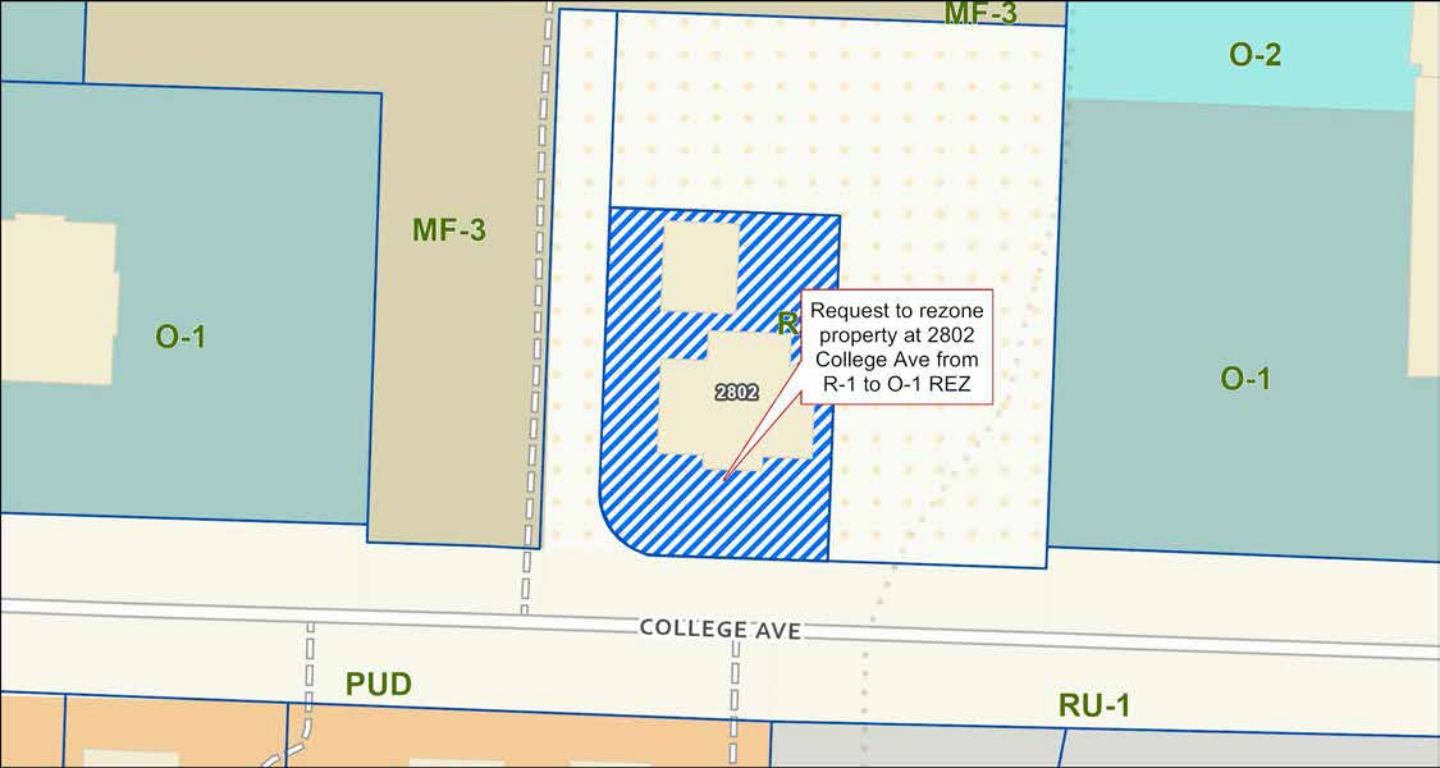 MF-3
O-2
MF-3
R
Request to rezone
property at 2802
College Ave from
R-1 to O-1 REZ
O-1
O-1
2802
COLLEGE AVE
PUD
RU-1